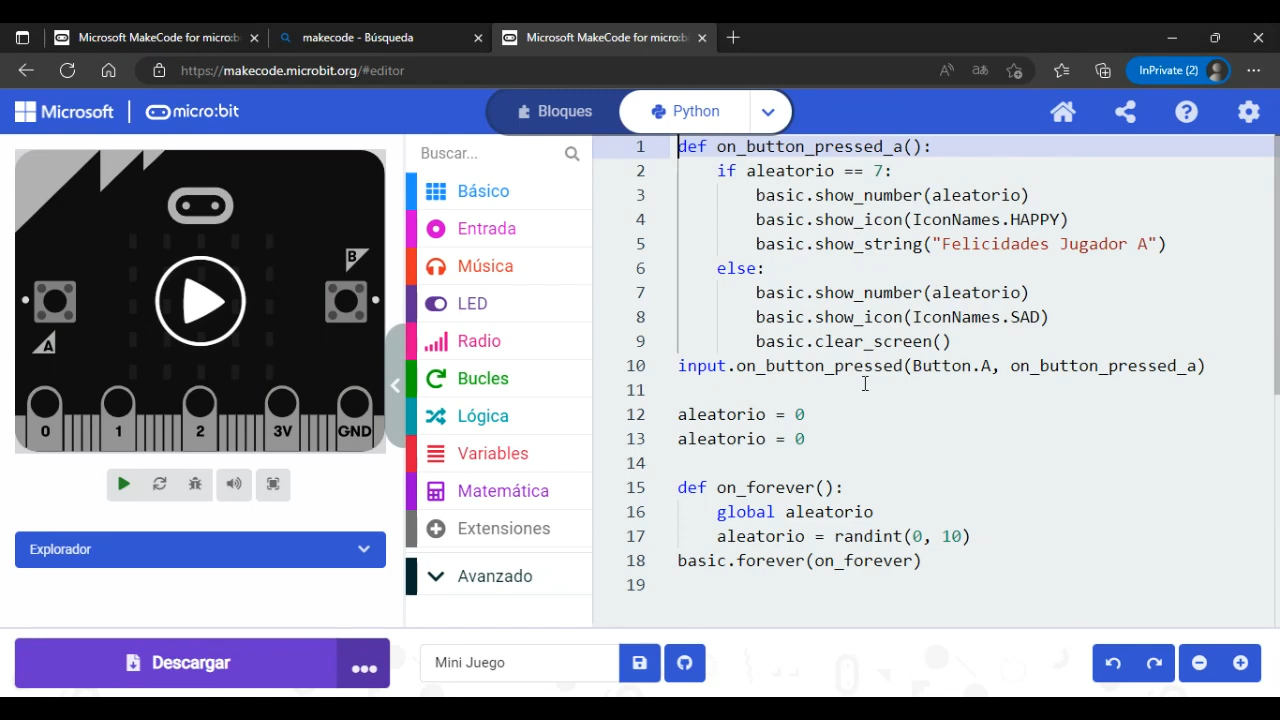 Microsoft MakeCode for micro:b
makecode - Búsqueda
Microsoft MakeCode for micro:b
https://makecode.microbit.org/#editor
InPrivate (2)
Microsoft
micro:bit
Bloques
Python
B
A
0
1
2
3V
GND
Explorador
Descargar
Buscar...
Básico
Entrada
Música
LED
Radio
Bucles
Lógica
Variables
Matemática
Extensiones
Avanzado
1 def on_button_pressed_a():
2 if aleatorio == 7:
3 basic.show_number(aleatorio)
4 basic.show_icon(IconNames.HAPPY)
5 basic.show_string("Felicidades Jugador A")
6 else:
7 basic.show_number(aleatorio)
8 basic.show_icon(IconNames.SAD)
9 basic.clear_screen()
10 input.on_button_pressed(Button.A, on_button_pressed_a)
11
12 aleatorio = 0
13 aleatorio = 0
14
15 def on_forever():
16 global aleatorio
17 aleatorio = randint(0, 10)
18 basic.forever(on_forever)
19
Mini Juego